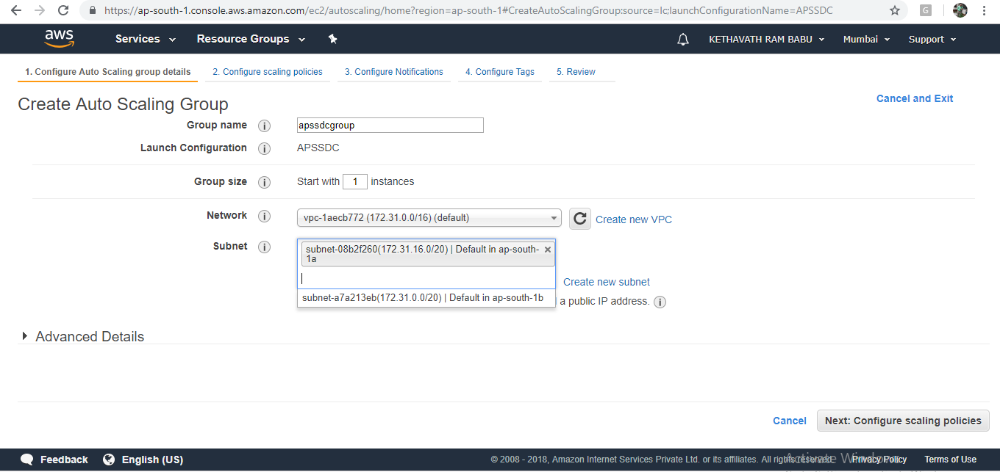 https://ap-south-1.console.aws.amazon.com/ec2/autoscaling/home?region=ap-south-1#CreateAutoScalingGroup:source=lc;launchConfigurationName=APSSDC
G
aws Services Resource Groups KETHAVATH RAM BABU Mumbai Support
1. Configure Auto Scaling group details 2. Configure scaling policies 3. Configure Notifications 4. Configure Tags 5. Review
Create Auto Scaling Group Cancel and Exit
Group name i apssdcgroup
Launch Configuration i APSSDC
Group size i Start with 1 instances
Network i vpc-1aecb772 (172.31.0.0/16) (default) Create new VPC
Subnet i subnet-08b2f260(172.31.16.0/20) | Default in ap-south-
1a
Create new subnet
subnet-a7a213eb(172.31.0.0/20) | Default in ap-south-1b
a public IP address. i
Advanced Details
Cancel Next: Configure scaling policies
Feedback English (US) © 2008 - 2018, Amazon Internet Services Private Ltd. or its affiliates. All rights reserved. Privacy Policy Terms of Use
Activate Windows